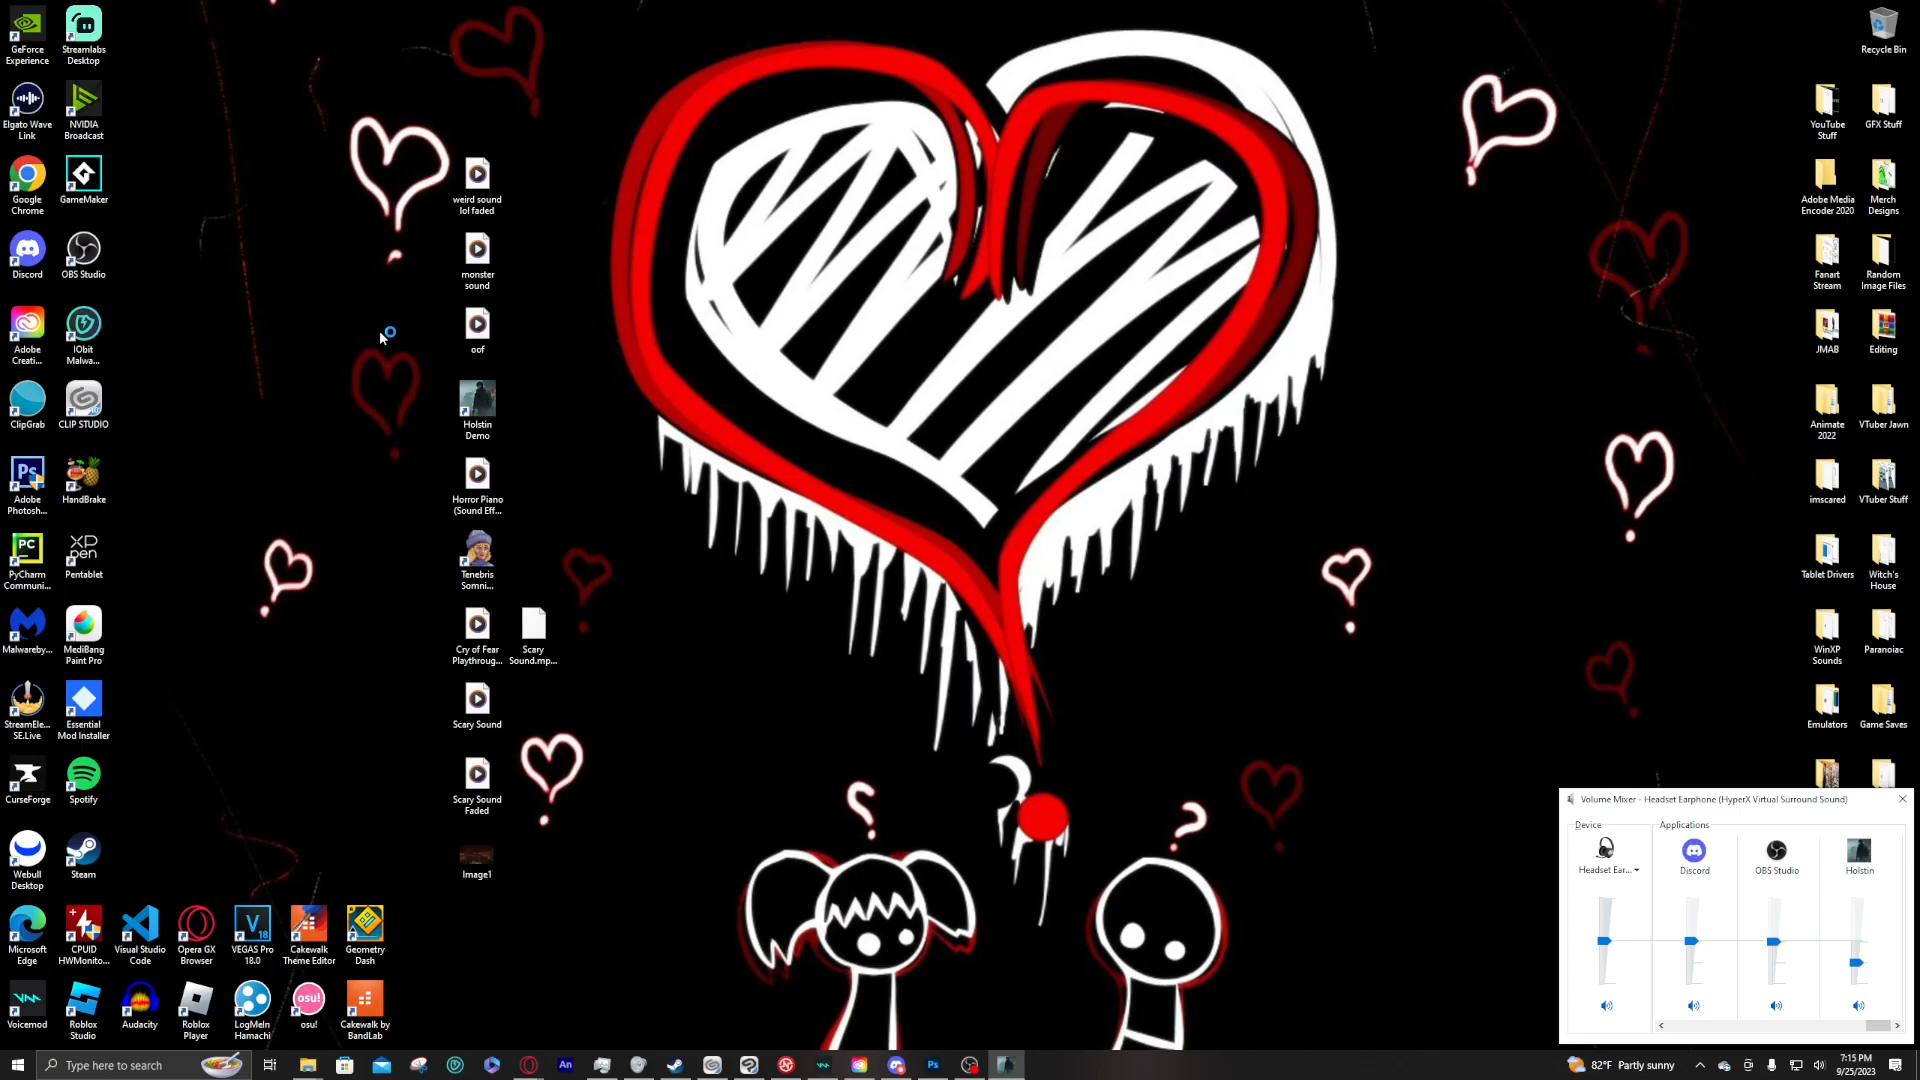 GeForce
Experience
Streamlabs
Desktop
Elgato Wave
Link
NVIDIA
Broadcast
Google
Chrome
GameMaker
Discord
OBS Studio
Adobe
Creati...
IObit
Malwa...
ClipGrab
CLIP STUDIO
Ps
Adobe
Photosh...
HandBrake
PC
PyCharm
Communi...
XP
pen
Pentablet
Malwareby...
MediBang
Paint Pro
StreamEle...
SE.Live
Essential
Mod Installer
CurseForge
Spotify
Webull
Desktop
Steam
Microsoft
Edge
CPUID
HWMonito...
Visual Studio
Code
Opera GX
Browser
V
18
VEGAS Pro
18.0
Cakewalk
Theme Editor
Geometry
Dash
Voicemod
Roblox
Studio
Audacity
Roblox
Player
LogMeIn
Hamachi
osu!
osu!
Cakewalk by
BandLab
weird sound
lol faded
monster
sound
oof
Holstin
Demo
Horror Piano
(Sound Eff...
Tenebris
Somni...
Cry of Fear
Playthroug...
Scary
Sound.mp...
Scary Sound
Scary Sound
Faded
Image1
? ?
Recycle Bin
YouTube
Stuff
GFX Stuff
Adobe Media
Encoder 2020
Merch
Designs
Fanart
Stream
Random
Image Files
JMAB
Editing
Animate
2022
VTuber Jawn
imscared
VTuber Stuff
Tablet Drivers
Witch's
House
WinXP
Sounds
Paranoiac
Emulators
Game Saves
Volume Mixer - Headset Earphone (HyperX Virtual Surround Sound)
Device
Applications
Headset Ear...
Discord
OBS Studio
Holstin
Type here to search
An
Ps
82°F Partly sunny
7:15 PM
9/25/2023